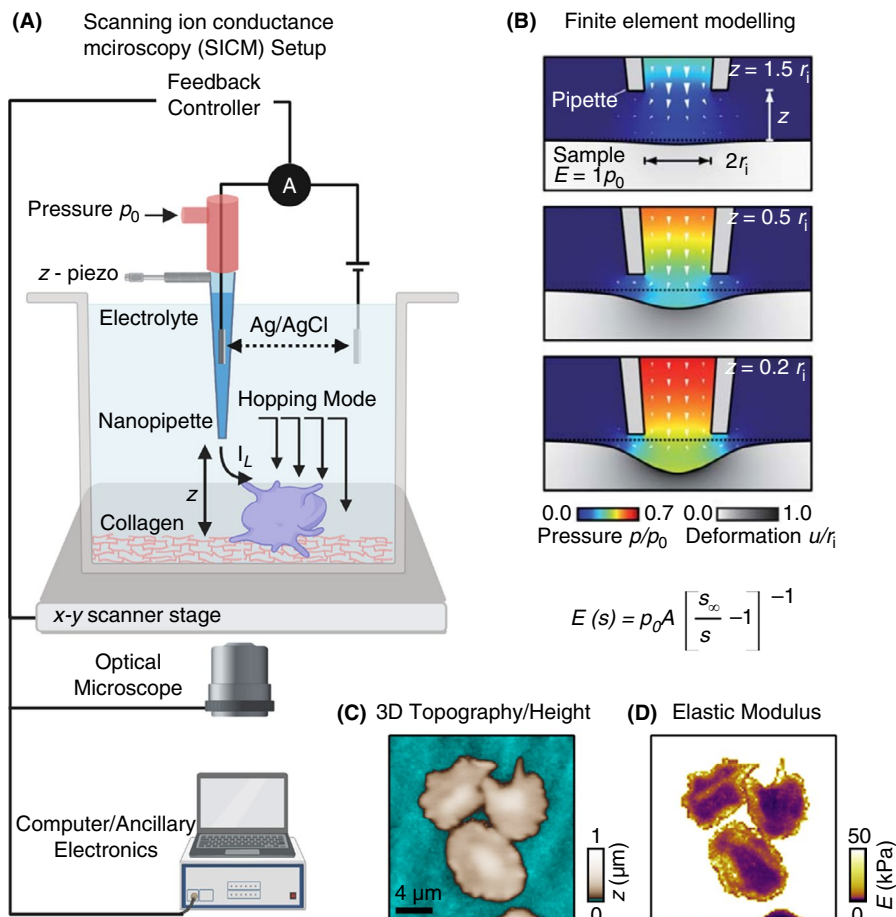 (A) Scanning ion conductance
mciroscopy (SICM) Setup
Feedback
Controller
A
Pressure p₀
z - piezo
Electrolyte
Ag/AgCl
Nanopipette
Hopping Mode
I_L
z
Collagen
x-y scanner stage
Optical
Microscope
Computer/Ancillary
Electronics
(B) Finite element modelling
z = 1.5 rᵢ
Pipette
z
Sample
E = 1p₀
2rᵢ
z = 0.5 rᵢ
z = 0.2 rᵢ
0.0 0.7 0.0 1.0
Pressure p/p₀ Deformation u/rᵢ
E (s) = p₀A [s∞/s –1]⁻¹
(C) 3D Topography/Height
4 µm
1
z (µm)
0
(D) Elastic Modulus
50
E (kPa)
0